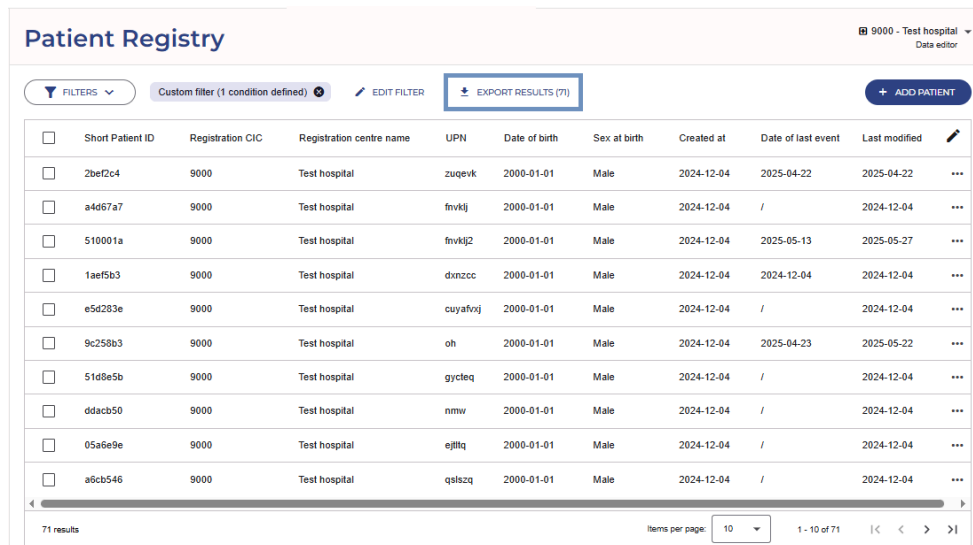 Patient Registry
9000 - Test hospital
Data editor
FILTERS Custom filter (1 condition defined) EDIT FILTER EXPORT RESULTS (71) + ADD PATIENT
Short Patient ID Registration CIC Registration centre name UPN Date of birth Sex at birth Created at Date of last event Last modified
2bef2c4 9000 Test hospital zuqevk 2000-01-01 Male 2024-12-04 2025-04-22 2025-04-22 •••
a4d67a7 9000 Test hospital fnvklj 2000-01-01 Male 2024-12-04 / 2024-12-04 •••
510001a 9000 Test hospital fnvklj2 2000-01-01 Male 2024-12-04 2025-05-13 2025-05-27 •••
1aef5b3 9000 Test hospital dxnzcc 2000-01-01 Male 2024-12-04 2024-12-04 2024-12-04 •••
e5d283e 9000 Test hospital cuyafvxj 2000-01-01 Male 2024-12-04 / 2024-12-04 •••
9c258b3 9000 Test hospital oh 2000-01-01 Male 2024-12-04 2025-04-23 2025-05-22 •••
51d8e5b 9000 Test hospital gycteq 2000-01-01 Male 2024-12-04 / 2024-12-04 •••
ddacb50 9000 Test hospital nmw 2000-01-01 Male 2024-12-04 / 2024-12-04 •••
05a6e9e 9000 Test hospital ejtltq 2000-01-01 Male 2024-12-04 / 2024-12-04 •••
a6cb546 9000 Test hospital qslszq 2000-01-01 Male 2024-12-04 / 2024-12-04 •••
71 results Items per page: 10 1 - 10 of 71